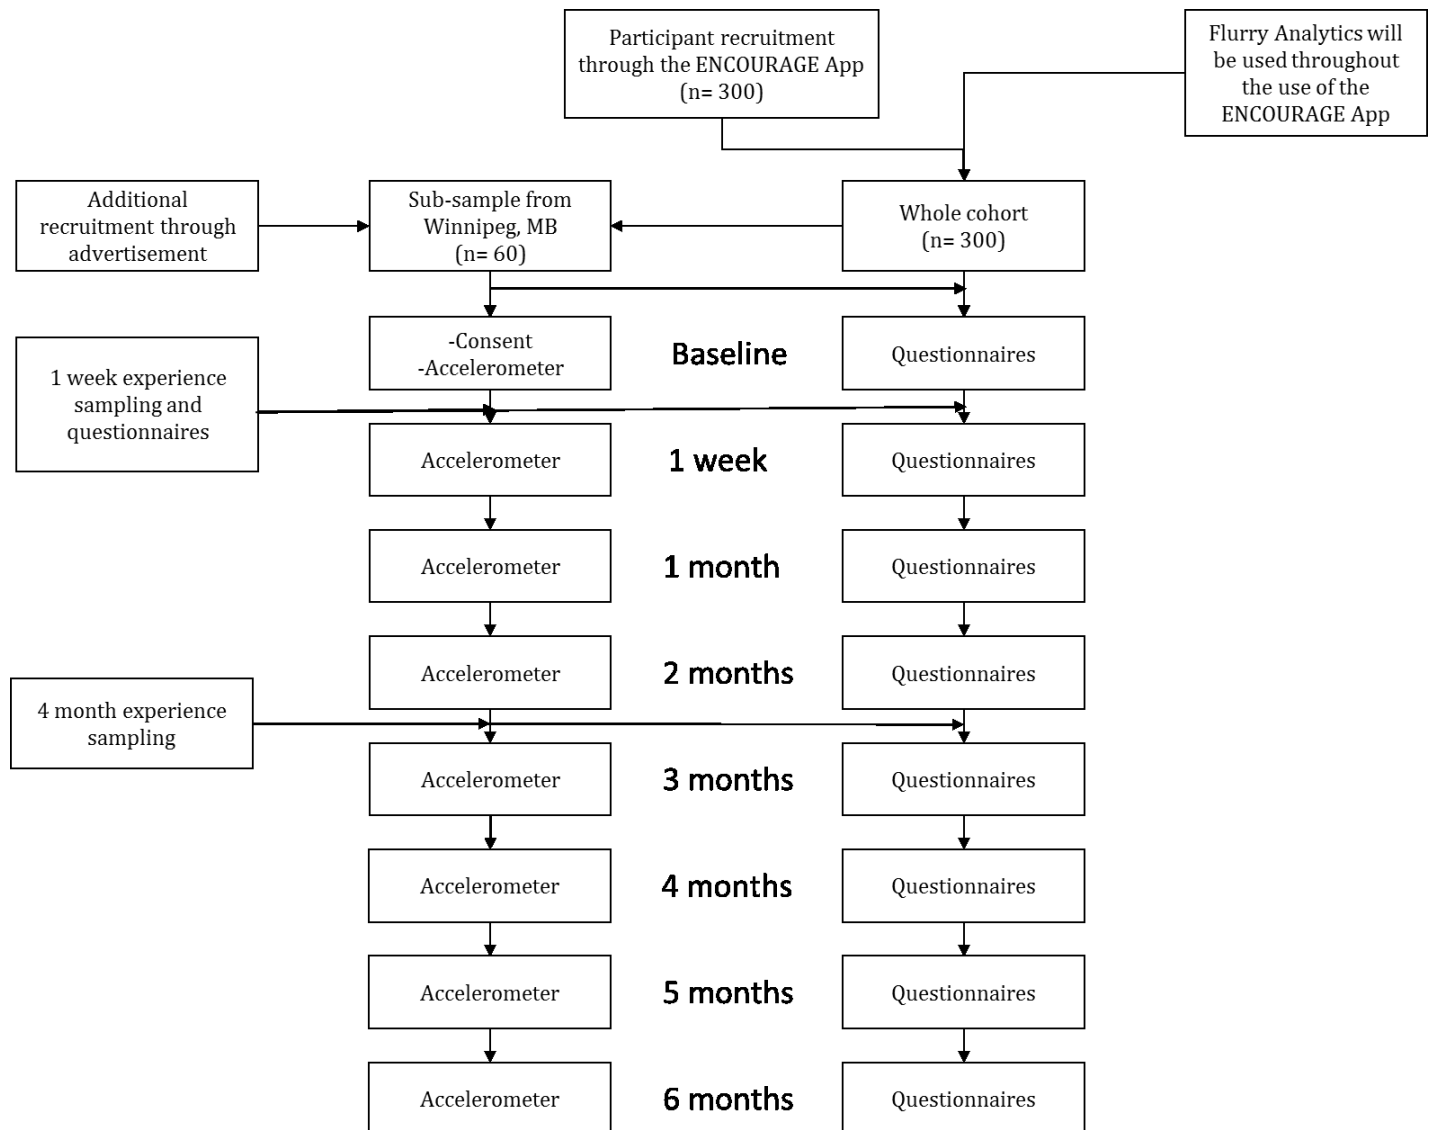 Participant recruitment
through the ENCOURAGE App
(n= 300)
Flurry Analytics will
be used throughout
the use of the
ENCOURAGE App
Additional
recruitment through
advertisement
Sub-sample from
Winnipeg, MB
(n= 60)
Whole cohort
(n= 300)
-Consent
-Accelerometer
Baseline
Questionnaires
1 week experience
sampling and
questionnaires
Accelerometer
1 week
Questionnaires
Accelerometer
1 month
Questionnaires
Accelerometer
2 months
Questionnaires
4 month experience
sampling
Accelerometer
3 months
Questionnaires
Accelerometer
4 months
Questionnaires
Accelerometer
5 months
Questionnaires
Accelerometer
6 months
Questionnaires